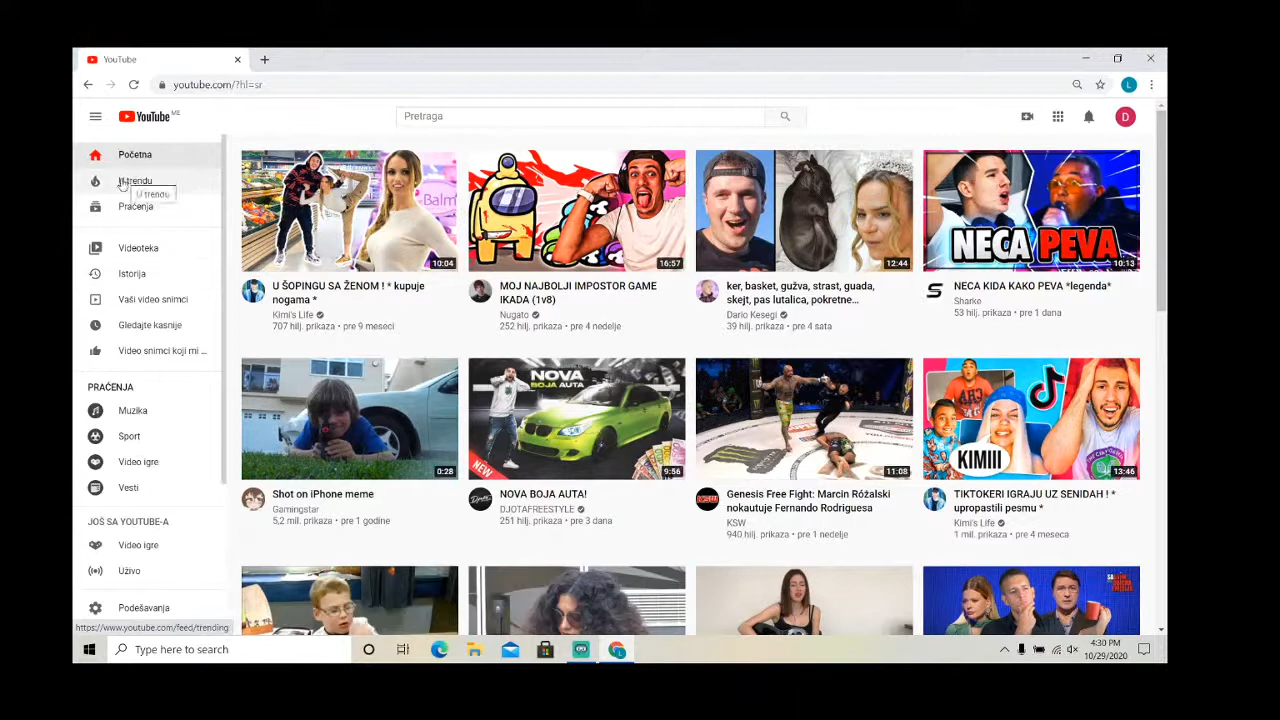 YouTube
youtube.com/?hl=sr
L
YouTube ME
Pretraga
D
Početna
U trendu
U trendu
Praćenja
Videoteka
Istorija
Vaši video snimci
Gledajte kasnije
Video snimci koji mi ...
PRAĆENJA
Muzika
Sport
Video igre
Vesti
JOŠ SA YOUTUBE-A
Video igre
Uživo
Podešavanja
https://www.youtube.com/feed/trending
Balm
10:04
U ŠOPINGU SA ŽENOM ! * kupuje
nogama *
Kimi's Life
707 hilj. prikaza • pre 9 meseci
16:57
MOJ NAJBOLJI IMPOSTOR GAME
IKADA (1v8)
Nugato
252 hilj. prikaza • pre 4 nedelje
12:44
ker, basket, gužva, strast, guada,
skejt, pas lutalica, pokretne...
Dario Kesegi
39 hilj. prikaza • pre 4 sata
NECA PEVA
10:13
NECA KIDA KAKO PEVA *legenda*
Sharke
53 hilj. prikaza • pre 1 dana
0:28
Shot on iPhone meme
Gamingstar
5,2 mil. prikaza • pre 1 godine
NOVA
BOJA AUTA!
NEW
9:56
NOVA BOJA AUTA!
DJOTAFREESTYLE
251 hilj. prikaza • pre 3 dana
11:08
KSW
Genesis Free Fight: Marcin Różalski
nokautuje Fernando Rodriguesa
KSW
940 hilj. prikaza • pre 1 nedelje
KIMIII
13:46
TIKTOKERI IGRAJU UZ SENIDAH ! *
upropastili pesmu *
Kimi's Life
1 mil. prikaza • pre 4 meseca
Type here to search
L
4:30 PM
10/29/2020